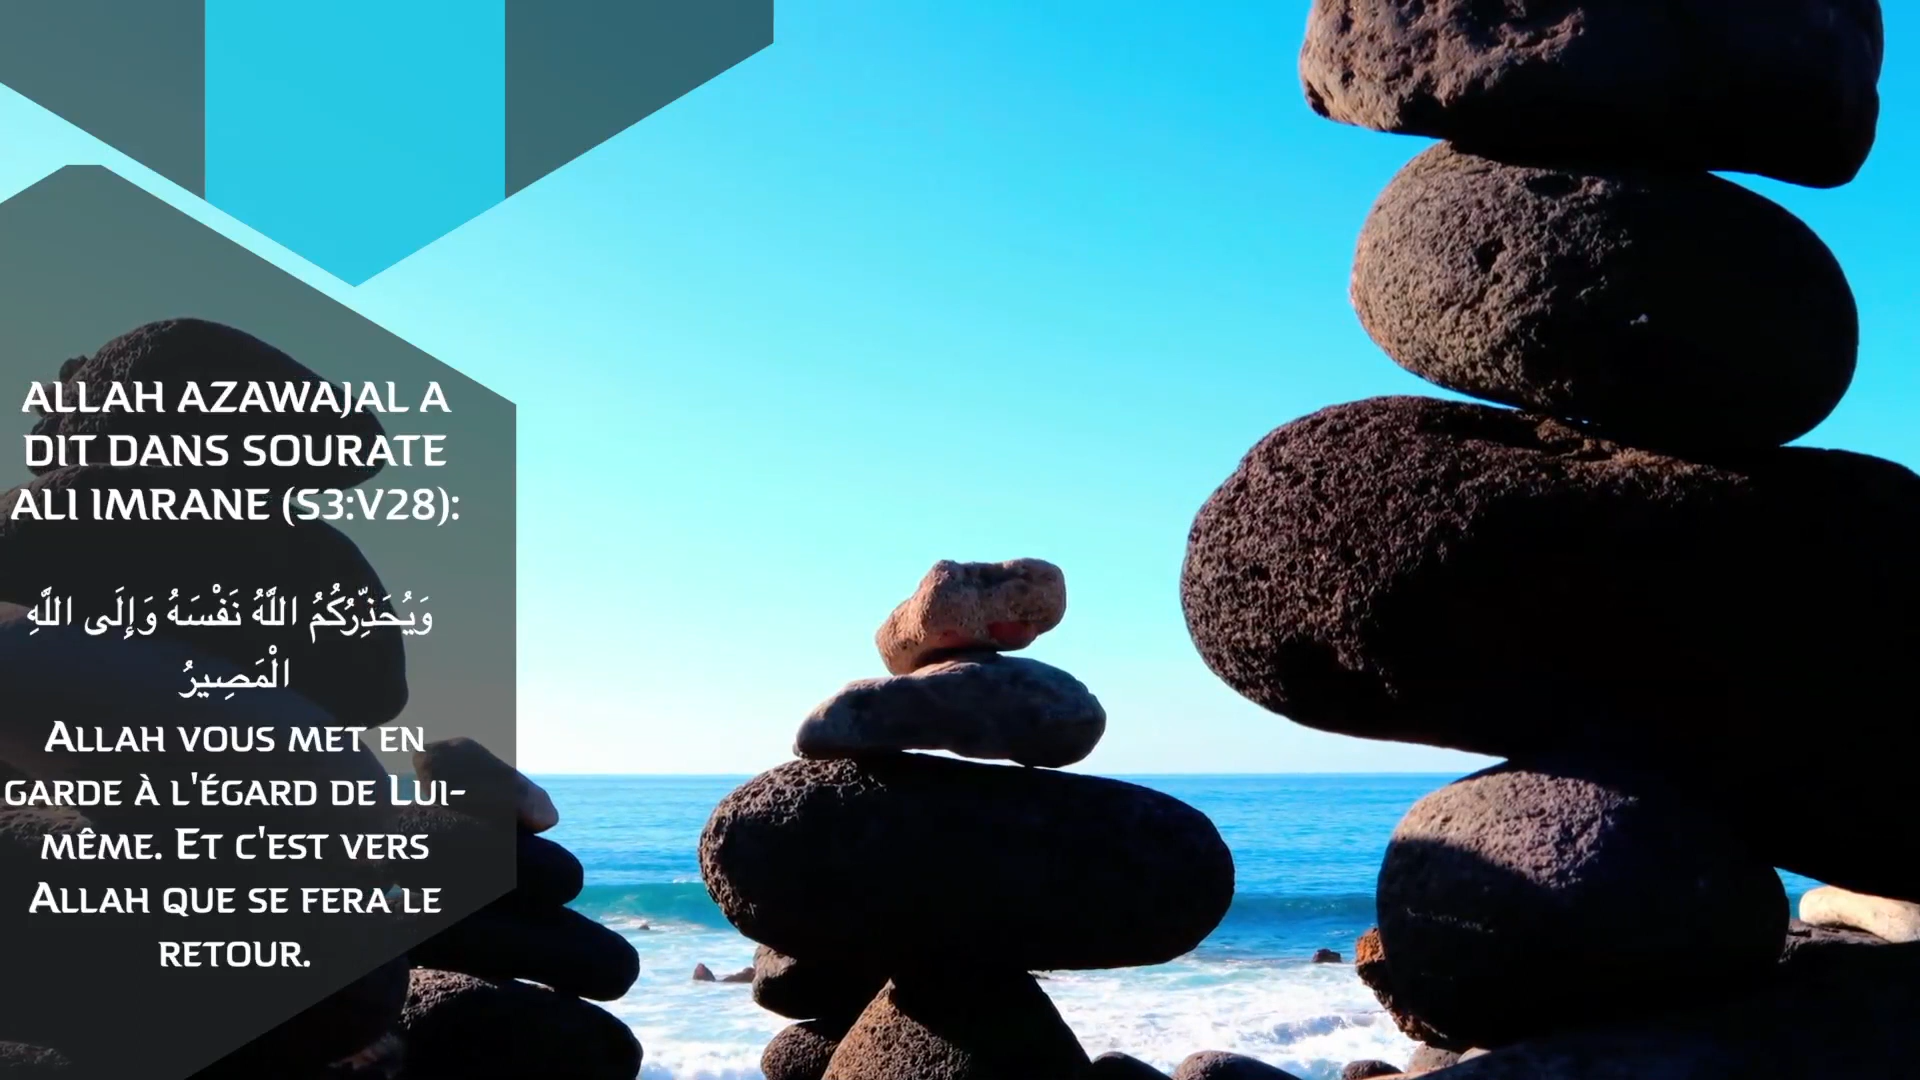 ALLAH AZAWAJAL A
DIT DANS SOURATE
ALI IMRANE (S3:V28):
وَيُحَذِّرُكُمُ اللَّهُ نَفْسَهُ وَإِلَى اللَّهِ
الْمَصِيرُ
ALLAH VOUS MET EN
GARDE À L'ÉGARD DE LUI-
MÊME. ET C'EST VERS
ALLAH QUE SE FERA LE
RETOUR.